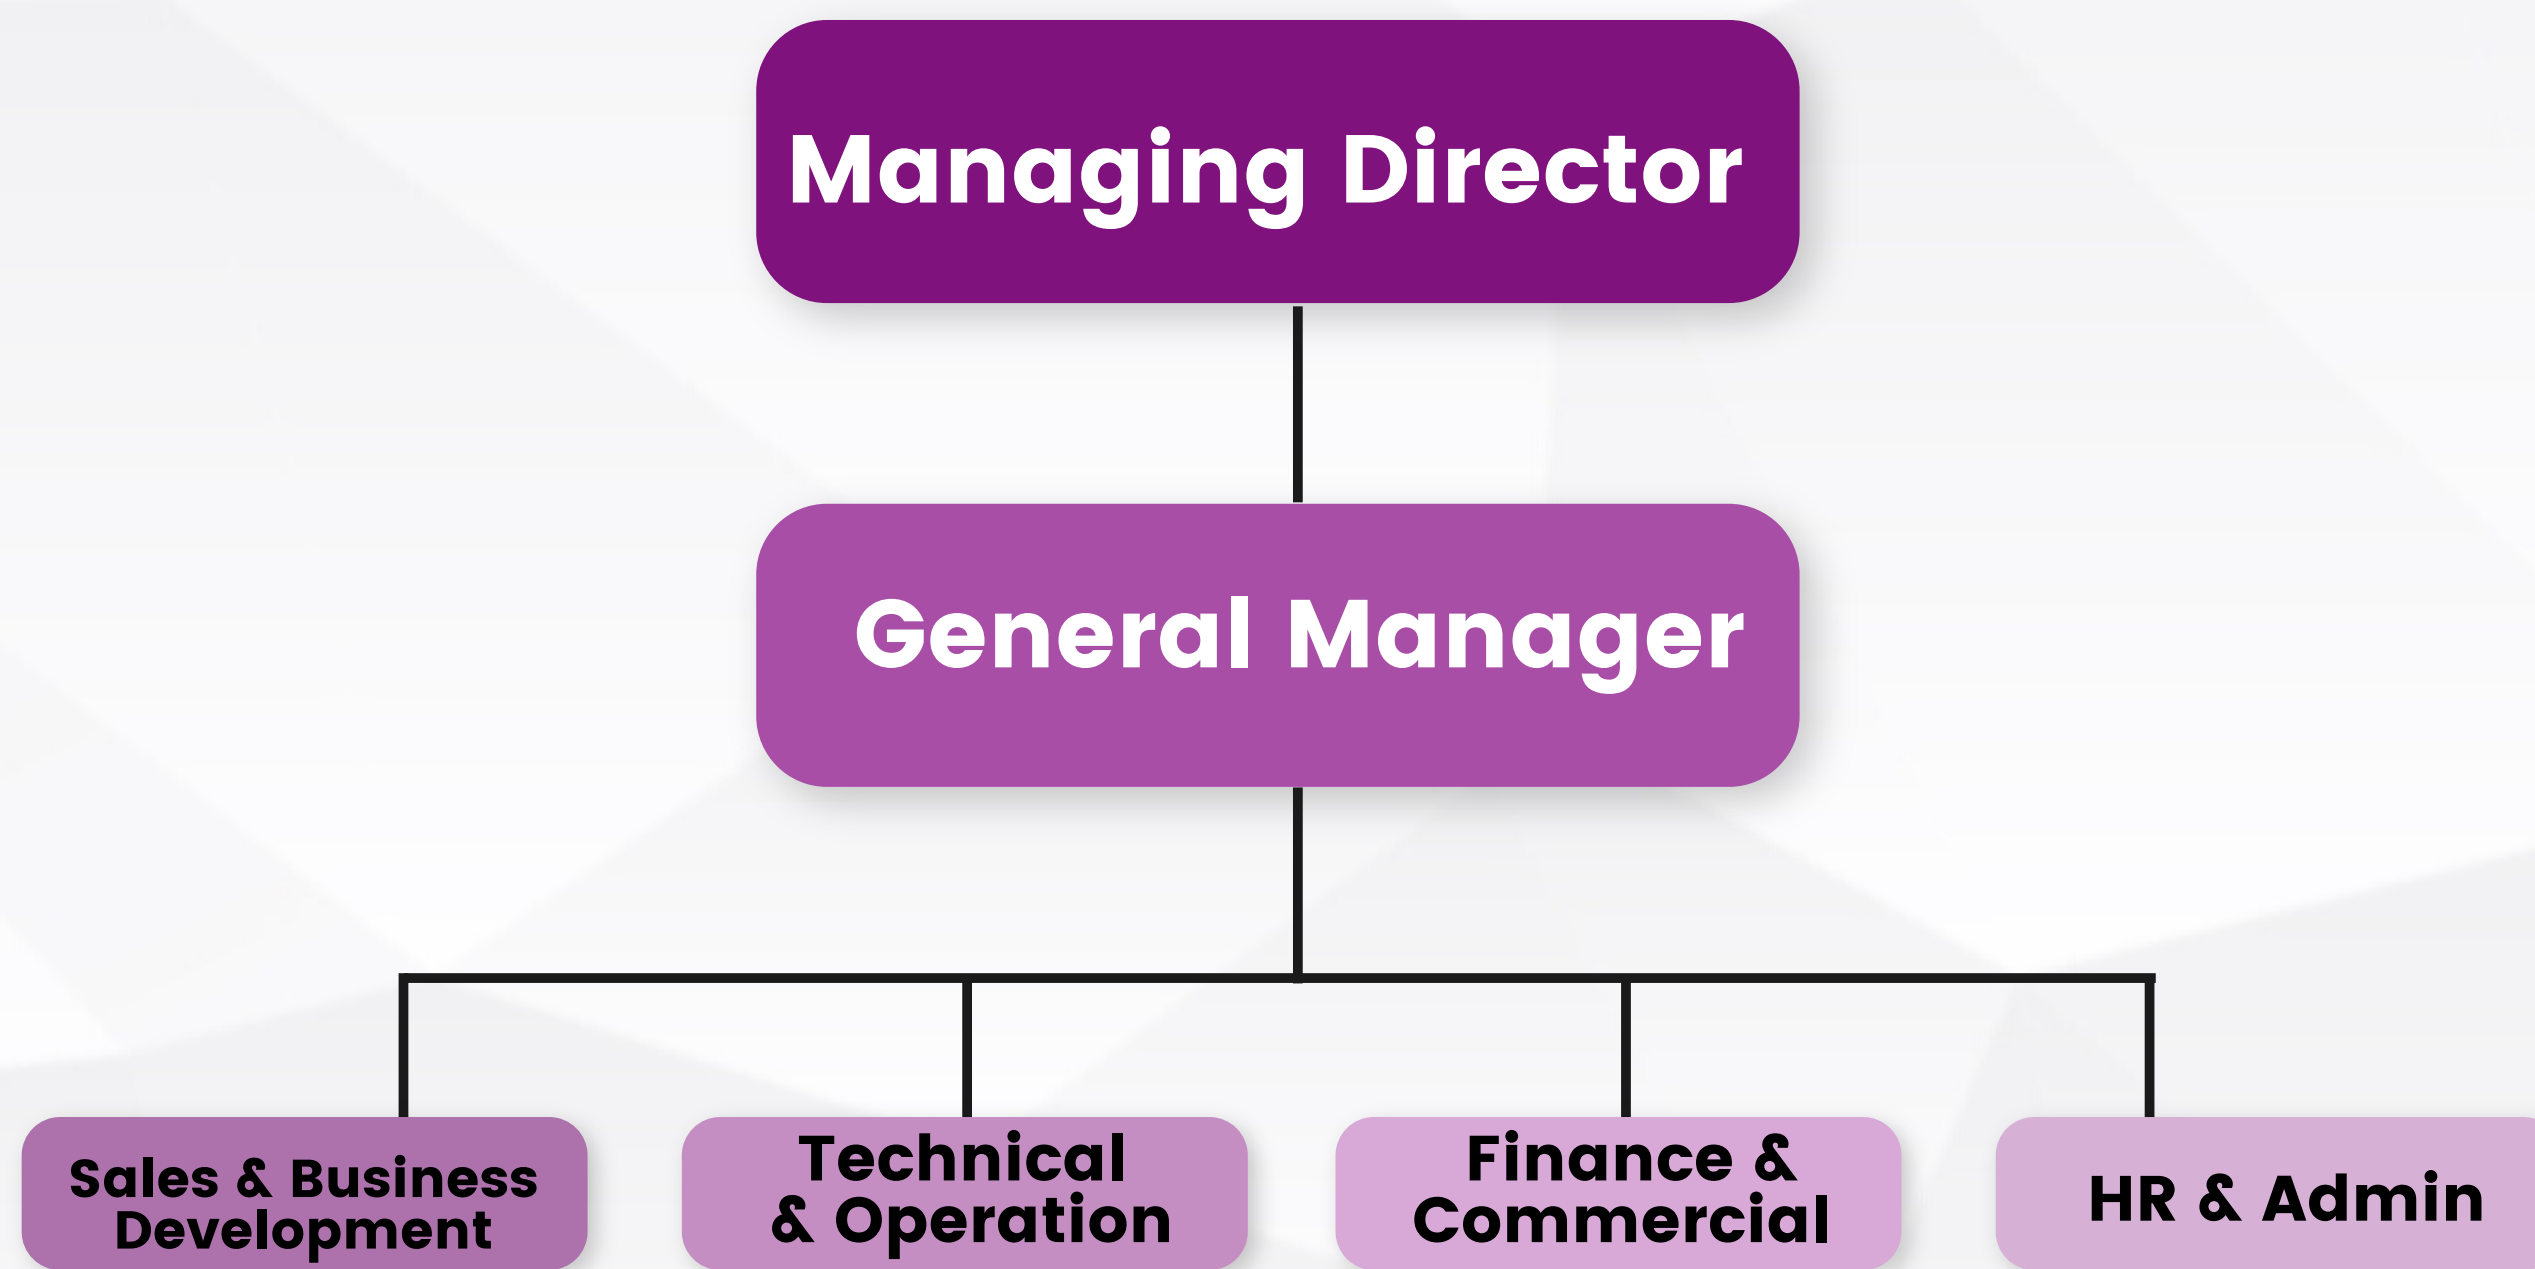 Managing Director
General Manager
Sales & Business
Development
Technical
& Operation
Finance &
Commercial
HR & Admin